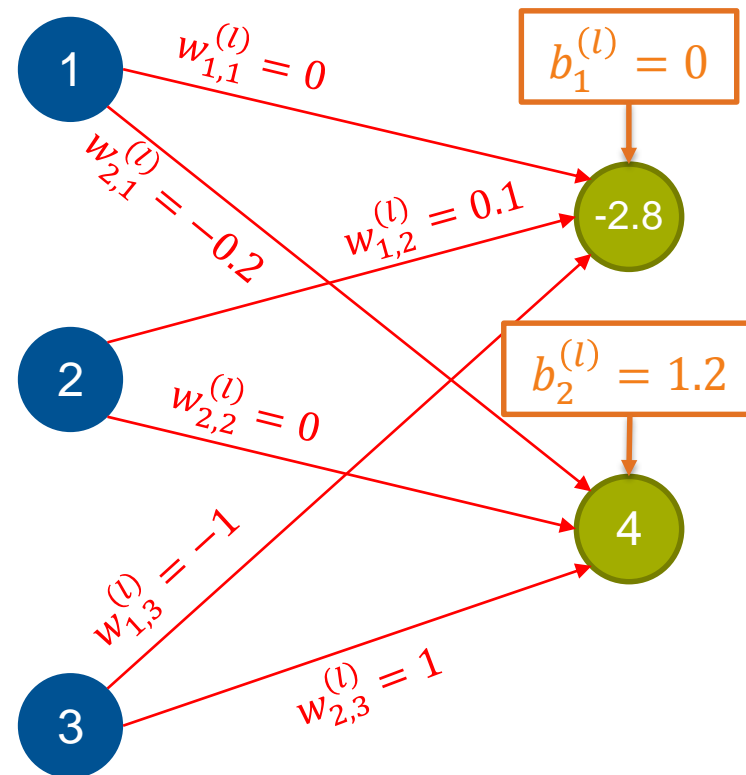 1
w_{1,1}^{(l)} = 0
b_1^{(l)} = 0
w_{2,1}^{(l)} = −0.2
-2.8
w_{1,2}^{(l)} = 0.1
2
b_2^{(l)} = 1.2
w_{2,2}^{(l)} = 0
4
w_{1,3}^{(l)} = −1
w_{2,3}^{(l)} = 1
3